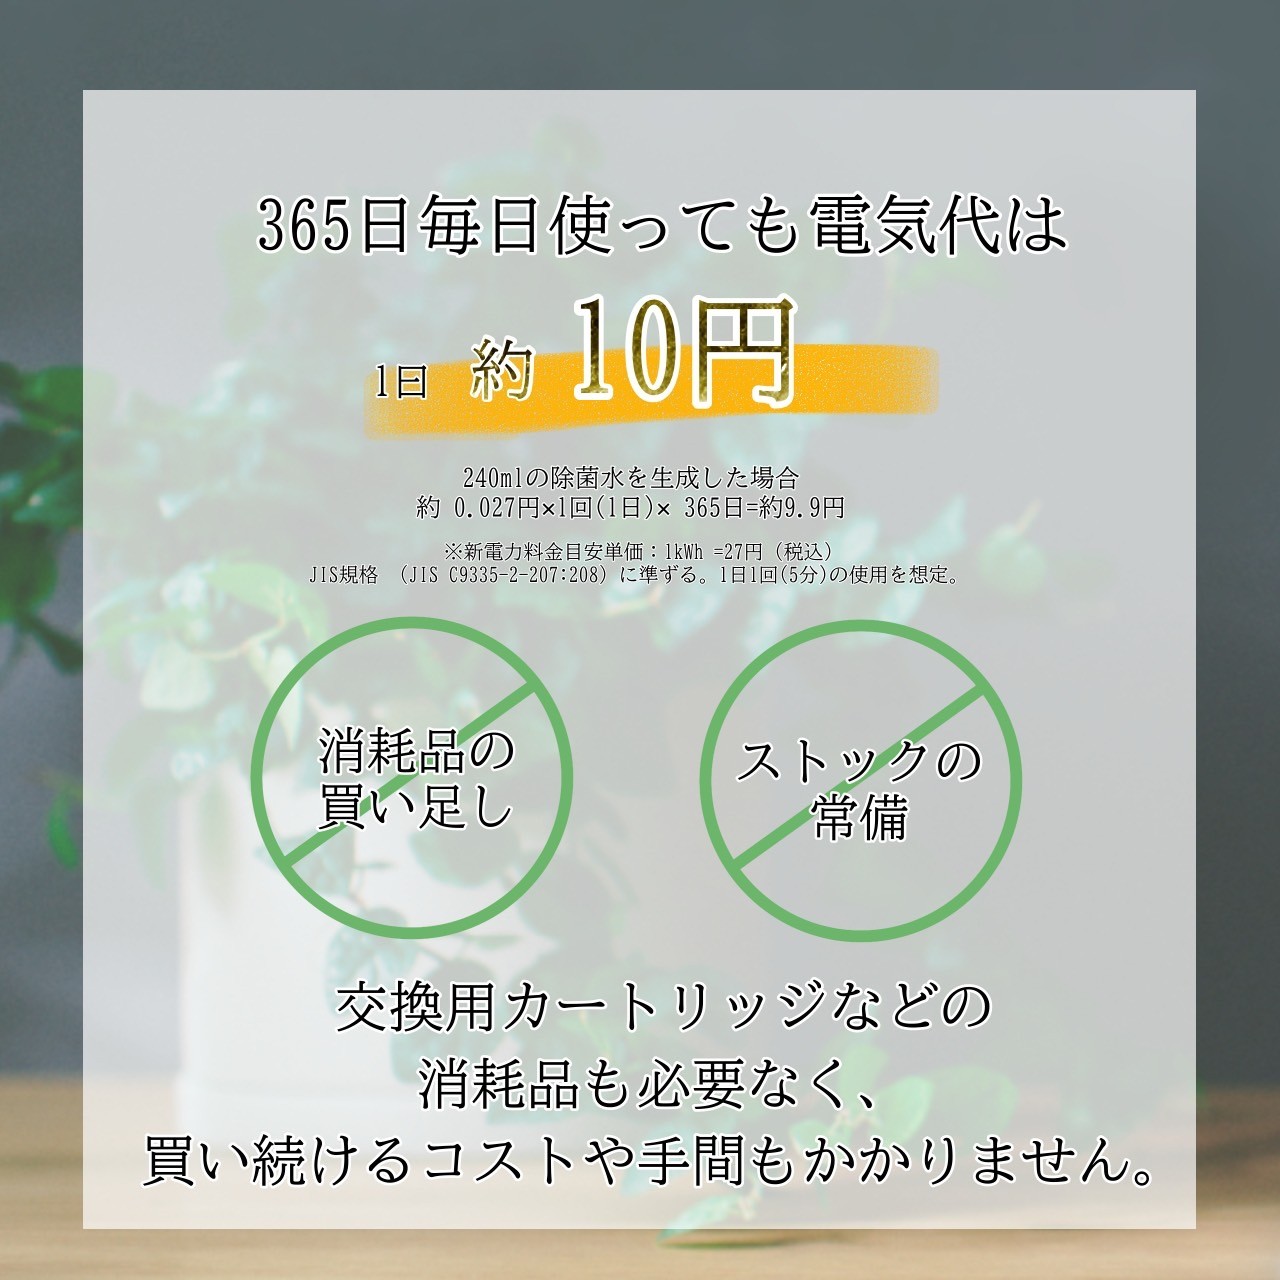 365日毎日使っても電気代は
1日 約 10円
240mlの除菌水を生成した場合
約 0.027円×1回(1日)× 365日=約9.9円
※新電力料金目安単価：1kWh =27円（税込）
JIS規格 （JIS C9335-2-207:208）に準ずる。1日1回(5分)の使用を想定。
消耗品の
買い足し
ストックの
常備
交換用カートリッジなどの
消耗品も必要なく、
買い続けるコストや手間もかかりません。